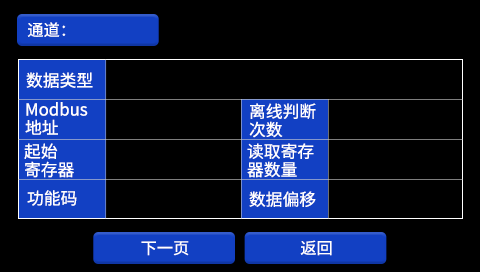 通道：
数据类型
Modbus
地址
离线判断
次数
起始
寄存器
读取寄存
器数量
功能码
数据偏移
下一页
返回